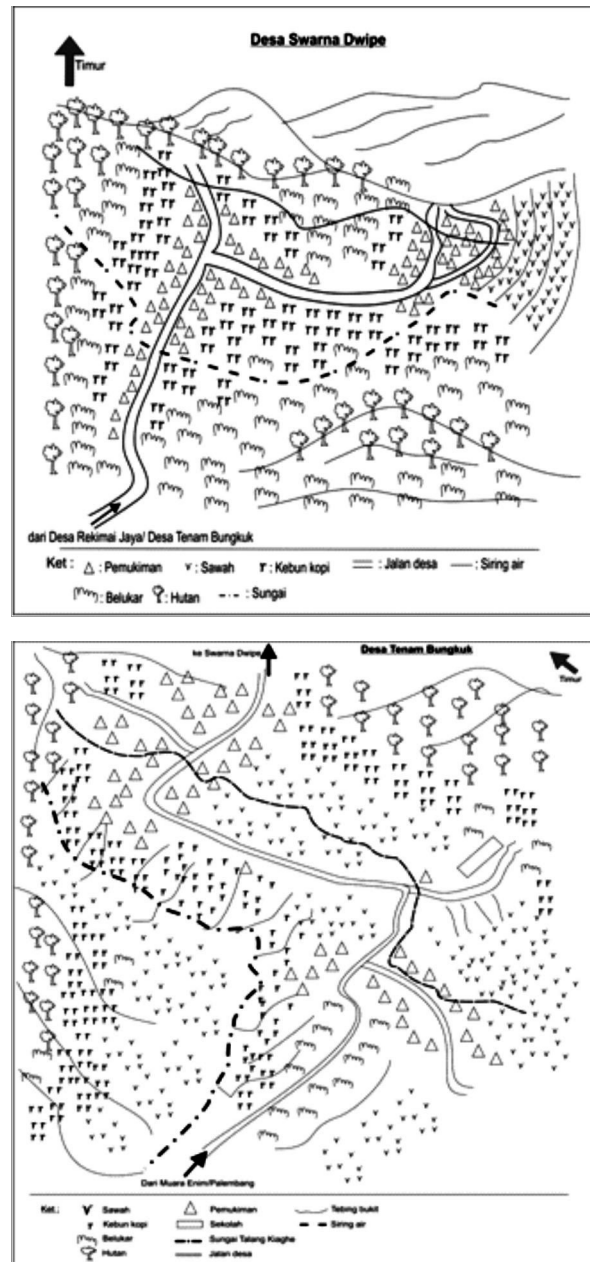 Desa Swarna Dwipe
Timur
dari Desa Rekimai Jaya/ Desa Tenam Bungkuk
Ket : : Pemukiman : Sawah : Kebun kopi : Jalan desa : Siring air
: Belukar : Hutan : Sungai
ke Swarna Dwipe
Desa Tenam Bungkuk
Timur
Dari Muara Enim/Palembang
Ket.: Sawah Pemukiman Tebing bukit
Kebun kopi Sekolah Siring air
Belukar Sungai Talang Kiaghe
Hutan Jalan desa